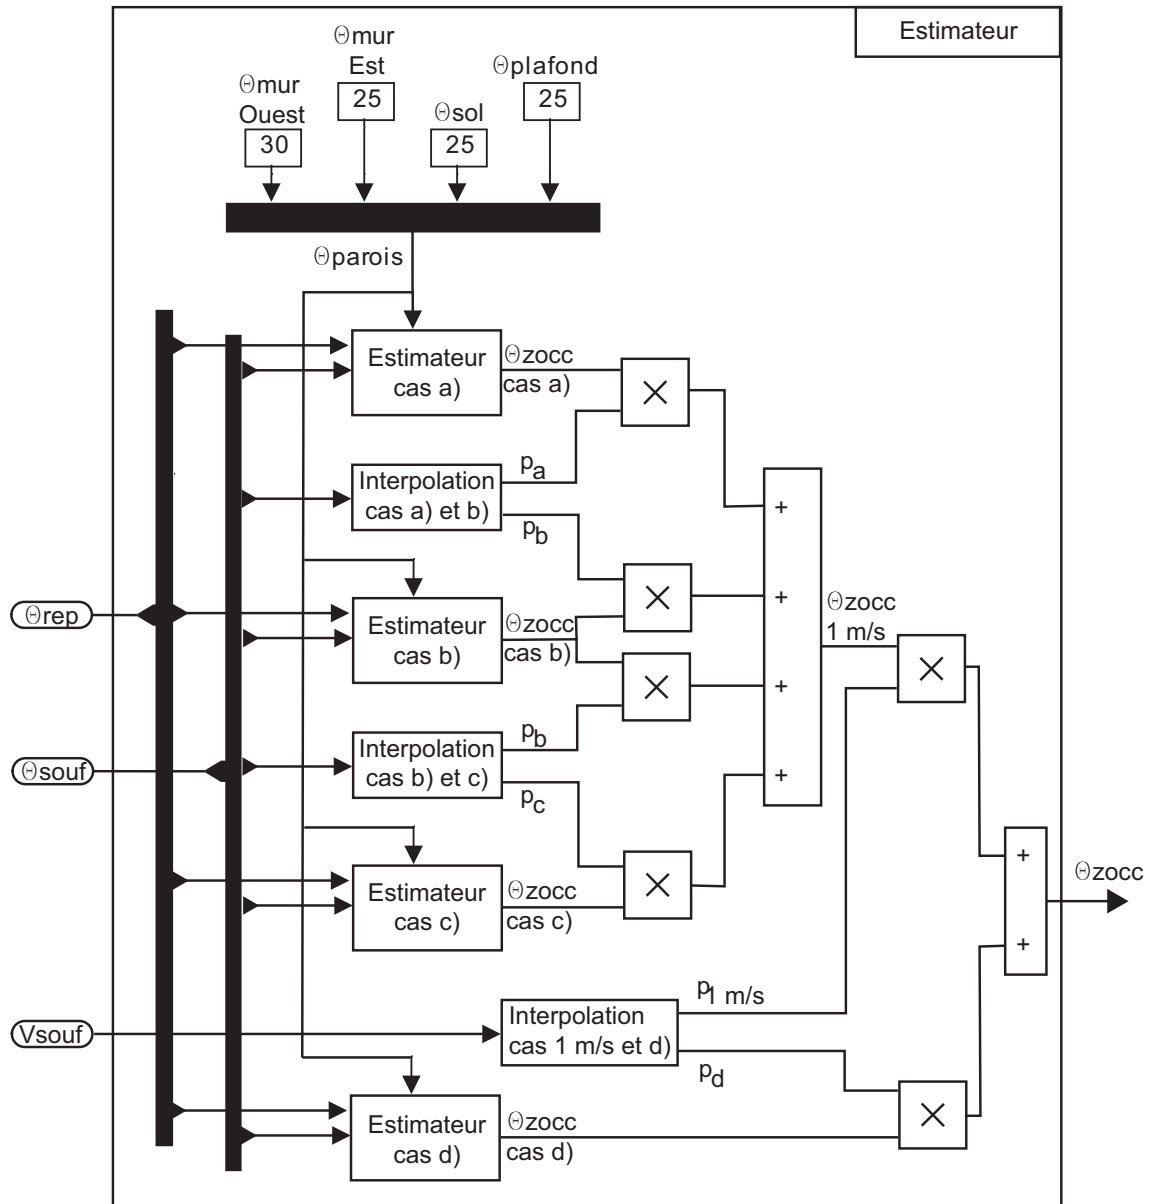 Estimateur
Θmur
Est
25
Θplafond
25
Θmur
Ouest
30
Θsol
25
Θparois
Estimateur
cas a)
Θzocc
cas a)
×
Interpolation
cas a) et b)
pa
pb
+
×
+
Θzocc
1 m/s
Θrep
Estimateur
cas b)
Θzocc
cas b)
×
+
×
Interpolation
cas b) et c)
pb
pc
+
Θsouf
Estimateur
cas c)
Θzocc
cas c)
×
+
Θzocc
+
Vsouf
Interpolation
cas 1 m/s et d)
p1 m/s
pd
×
Estimateur
cas d)
Θzocc
cas d)